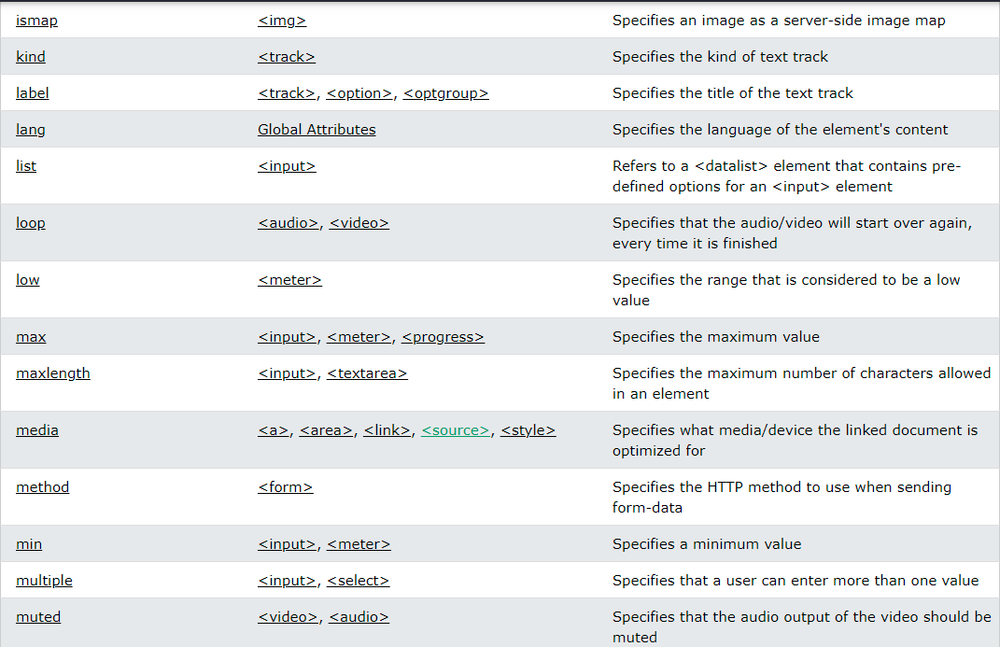 ismap <img> Specifies an image as a server-side image map
kind <track> Specifies the kind of text track
label <track>, <option>, <optgroup> Specifies the title of the text track
lang Global Attributes Specifies the language of the element's content
list <input> Refers to a <datalist> element that contains pre-
defined options for an <input> element
loop <audio>, <video> Specifies that the audio/video will start over again,
every time it is finished
low <meter> Specifies the range that is considered to be a low
value
max <input>, <meter>, <progress> Specifies the maximum value
maxlength <input>, <textarea> Specifies the maximum number of characters allowed
in an element
media <a>, <area>, <link>, <source>, <style> Specifies what media/device the linked document is
optimized for
method <form> Specifies the HTTP method to use when sending
form-data
min <input>, <meter> Specifies a minimum value
multiple <input>, <select> Specifies that a user can enter more than one value
muted <video>, <audio> Specifies that the audio output of the video should be
muted